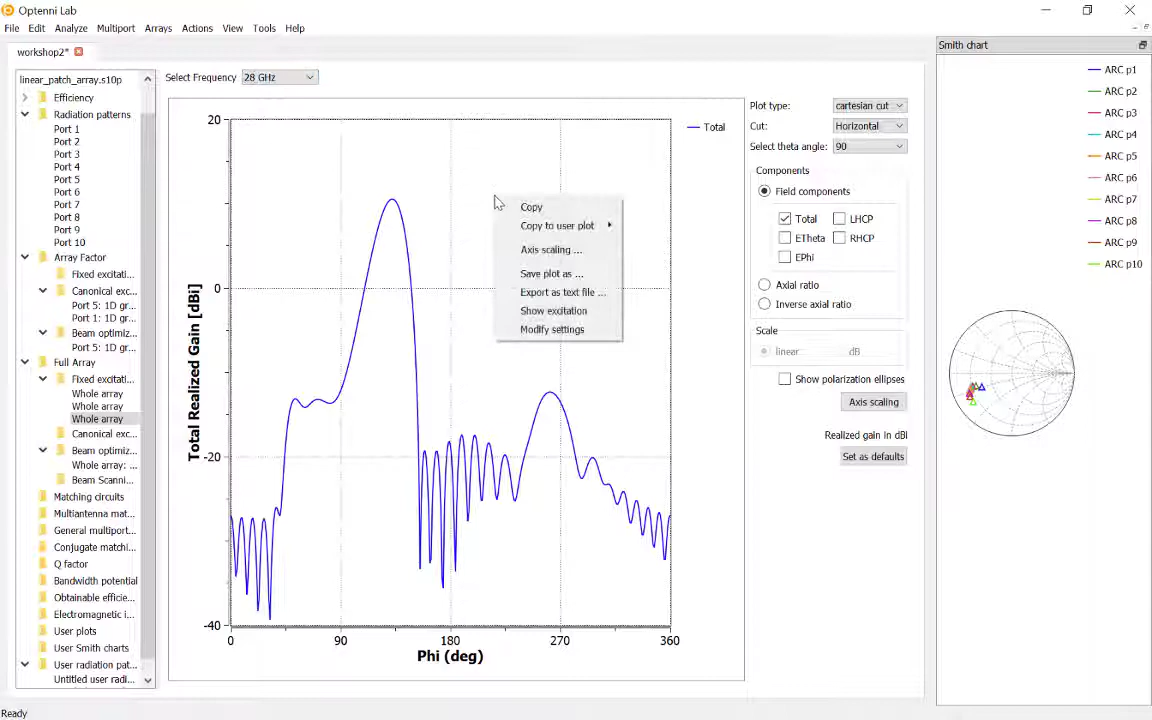 Optenni Lab
File Edit Analyze Multiport Arrays Actions View Tools Help
workshop2*
linear_patch_array.s10p
Efficiency
Radiation patterns
Port 1
Port 2
Port 3
Port 4
Port 5
Port 6
Port 7
Port 8
Port 9
Port 10
Array Factor
Fixed excitati...
Canonical exc...
Port 5: 1D gr...
Port 1: 1D gr...
Beam optimiz...
Port 5: 1D gr...
Full Array
Fixed excitati...
Whole array
Whole array
Whole array
Canonical exc...
Beam optimiz...
Whole array: ...
Beam Scanni...
Matching circuits
Multiantenna mat...
General multiport...
Conjugate matchi...
Q factor
Bandwidth potential
Obtainable efficie...
Electromagnetic i...
User plots
User Smith charts
User radiation pat...
Untitled user radi...
Select Frequency 28 GHz
Total Realized Gain [dBi]
20
0
-20
-40
0 90 180 270 360
Phi (deg)
Total
Copy
Copy to user plot
Axis scaling ...
Save plot as ...
Export as text file ...
Show excitation
Modify settings
Plot type: cartesian cut
Cut: Horizontal
Select theta angle: 90
Components
Field components
Total LHCP
ETheta RHCP
EPhi
Axial ratio
Inverse axial ratio
Scale
linear dB
Show polarization ellipses
Axis scaling
Realized gain in dBi
Set as defaults
Smith chart
ARC p1
ARC p2
ARC p3
ARC p4
ARC p5
ARC p6
ARC p7
ARC p8
ARC p9
ARC p10
Ready